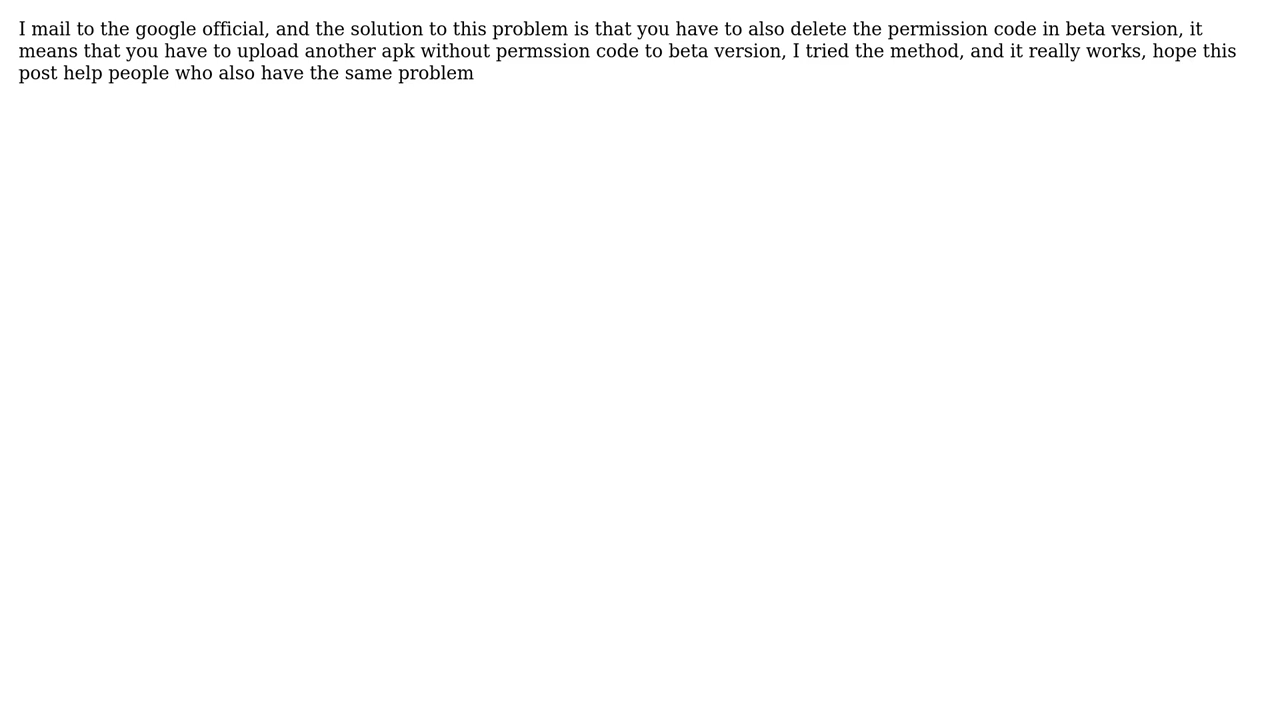 I mail to the google official, and the solution to this problem is that you have to also delete the permission code in beta version, it
means that you have to upload another apk without permssion code to beta version, I tried the method, and it really works, hope this
post help people who also have the same problem